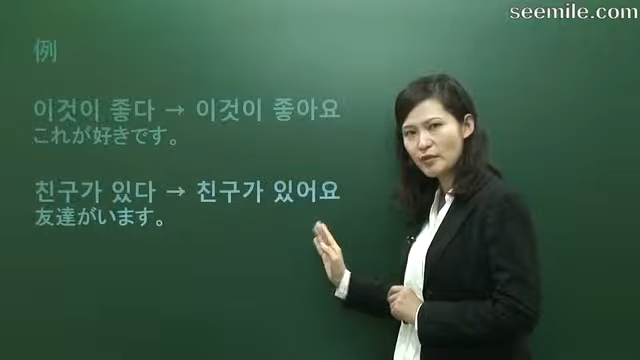 seemile.com
例
이것이 좋다 → 이것이 좋아요
これが好きです。
친구가 있다 → 친구가 있어요
友達がいます。